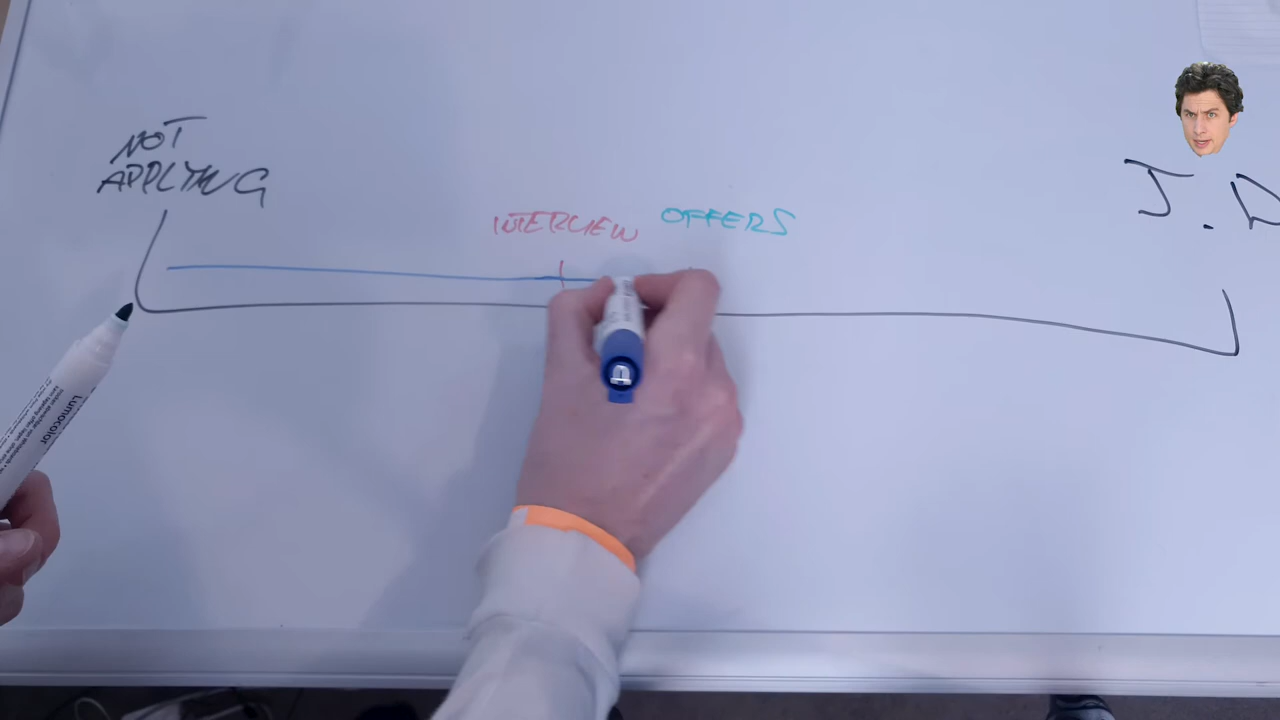 NOT
APPLYING
INTERVIEW
OFFERS
J.D
Lumocolor